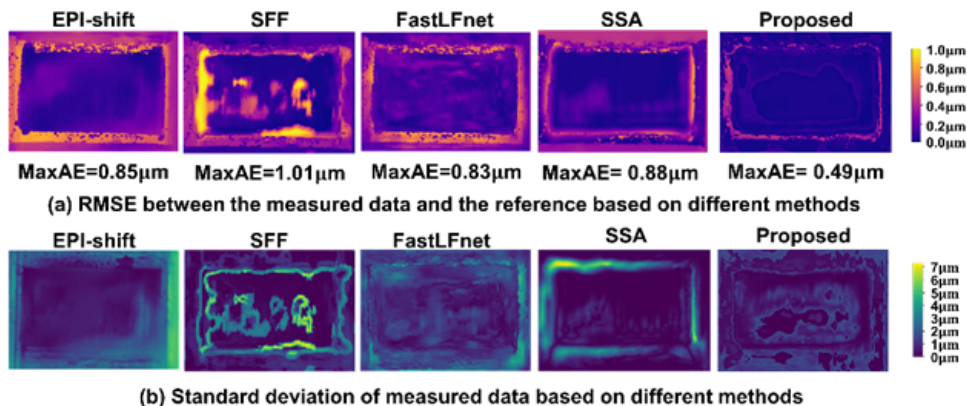 EPI-shift SFF FastLFnet SSA Proposed
1.0μm
0.8μm
0.6μm
0.4μm
0.2μm
0.0μm
MaxAE=0.85μm MaxAE=1.01μm MaxAE=0.83μm MaxAE= 0.88μm MaxAE= 0.49μm
(a) RMSE between the measured data and the reference based on different methods
EPI-shift SFF FastLFnet SSA Proposed
7μm
6μm
5μm
4μm
3μm
2μm
1μm
0μm
(b) Standard deviation of measured data based on different methods